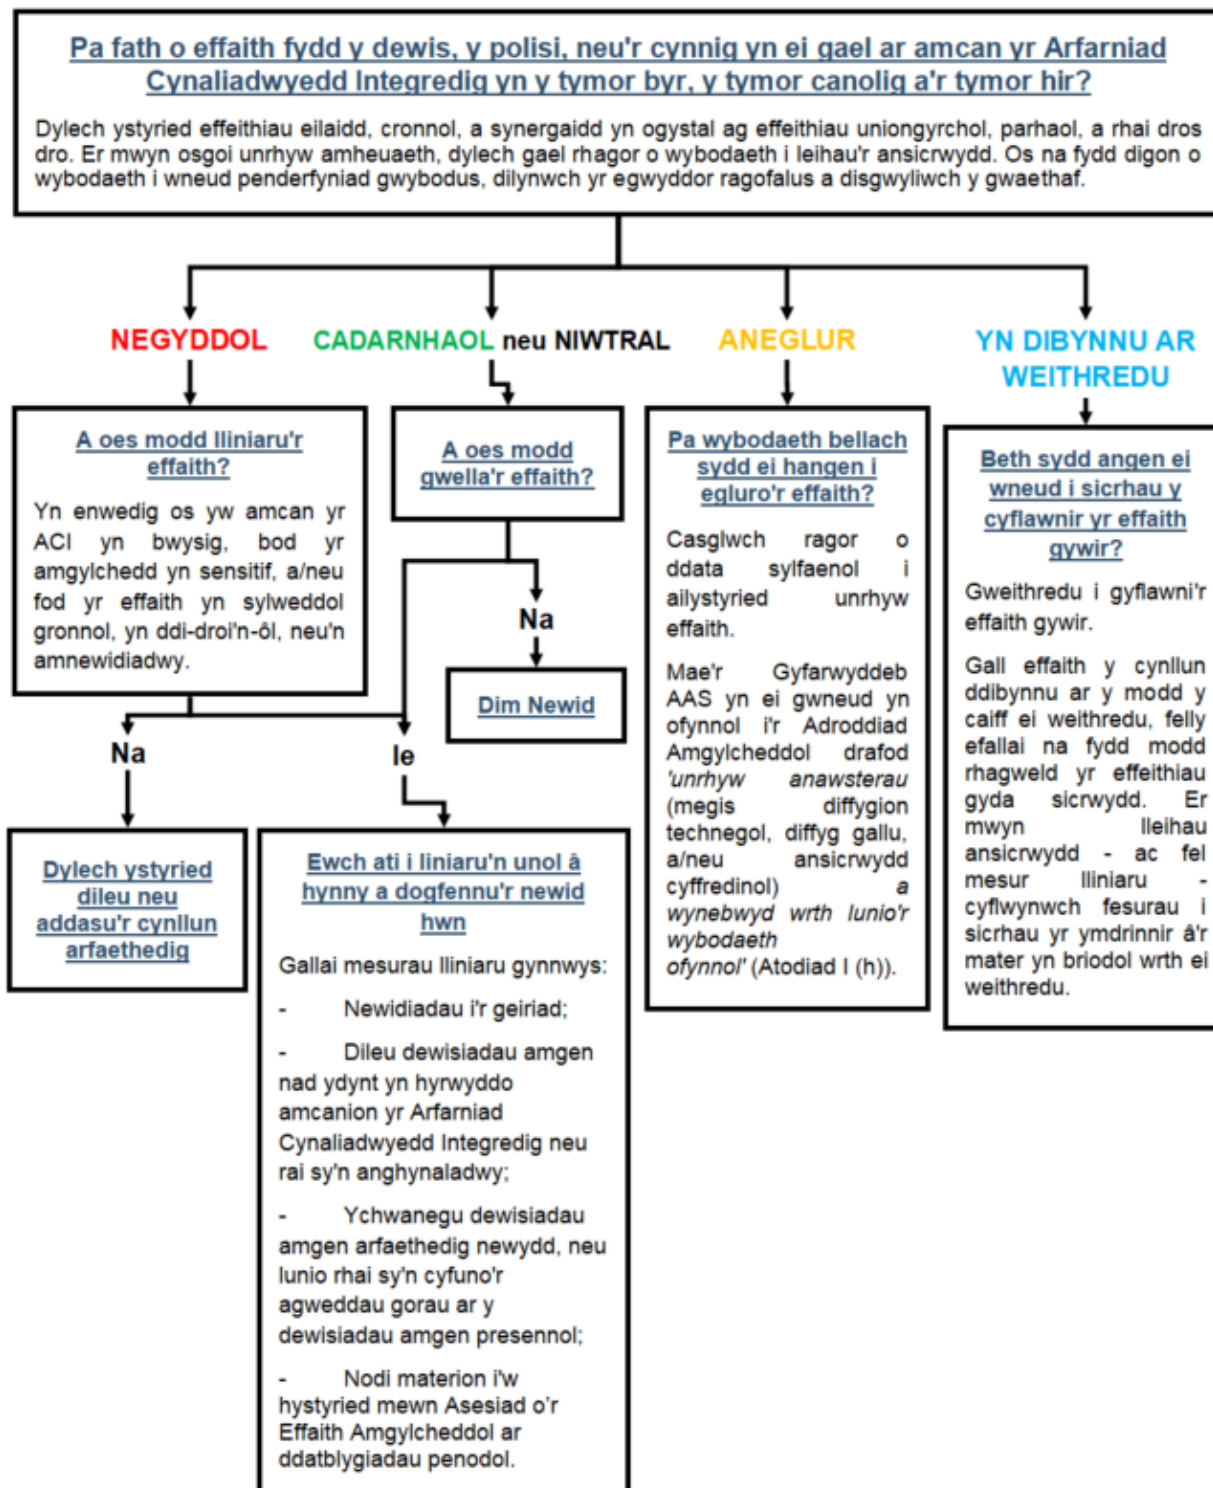 Pa fath o effaith fydd y dewis, y polisi, neu'r cynnig yn ei gael ar amcan yr Arfarniad
Cynaliadwyedd Integredig yn y tymor byr, y tymor canolig a'r tymor hir?
Dylech ystyried effeithiau eilaidd, cronnol, a synergaidd yn ogystal ag effeithiau uniongyrchol, parhaol, a rhai dros
dro. Er mwyn osgoi unrhyw amheuaeth, dylech gael rhagor o wybodaeth i leihau'r ansicrwydd. Os na fydd digon o
wybodaeth i wneud penderfyniad gwybodus, dilynwch yr egwyddor ragofalus a disgwyliwch y gwaethaf.
NEGYDDOL
A oes modd lliniaru'r
effaith?
Yn enwedig os yw amcan yr
ACI yn bwysig, bod yr
amgylchedd yn sensitif, a/neu
fod yr effaith yn sylweddol
gronnol, yn ddi-droi'n-ôl, neu'n
amnewidiadwy.
Na
Dylech ystyried
dileu neu
addasu'r cynllun
arfaethedig
CADARNHAOL neu NIWTRAL
A oes modd
gwella'r effaith?
Na
Dim Newid
Ie
Ewch ati i liniaru'n unol â
hynny a dogfennu'r newid
hwn
Gallai mesurau lliniaru gynnwys:
- Newidiadau i'r geiriad;
- Dileu dewisiadau amgen
nad ydynt yn hyrwyddo
amcanion yr Arfarniad
Cynaliadwyedd Integredig neu
rai sy'n anghynaladwy;
- Ychwanegu dewisiadau
amgen arfaethedig newydd, neu
lunio rhai sy'n cyfuno'r
agweddau gorau ar y
dewisiadau amgen presennol;
- Nodi materion i'w
hystyried mewn Asesiad o'r
Effaith Amgylcheddol ar
ddatblygiadau penodol.
ANEGLUR
Pa wybodaeth bellach
sydd ei hangen i
egluro'r effaith?
Casglwch ragor o
ddata sylfaenol i
ailystyried unrhyw
effaith.
Mae'r Gyfarwyddeb
AAS yn ei gwneud yn
ofynnol i'r Adroddiad
Amgylcheddol drafod
'unrhyw anawsterau
(megis diffygion
technegol, diffyg gallu,
a/neu ansicrwydd
cyffredinol) a
wynebwyd wrth lunio'r
wybodaeth
ofynnol' (Atodiad I (h)).
YN DIBYNNU AR
WEITHREDU
Beth sydd angen ei
wneud i sicrhau y
cyflawnir yr effaith
gywir?
Gweithredu i gyflawni'r
effaith gywir.
Gall effaith y cynllun
ddibynnu ar y modd y
caiff ei weithredu, felly
efallai na fydd modd
rhagweld yr effeithiau
gyda sicrwydd. Er
mwyn lleihau
ansicrwydd - ac fel
mesur lliniaru -
cyflwynwch fesurau i
sicrhau yr ymdrinnir â'r
mater yn briodol wrth ei
weithredu.